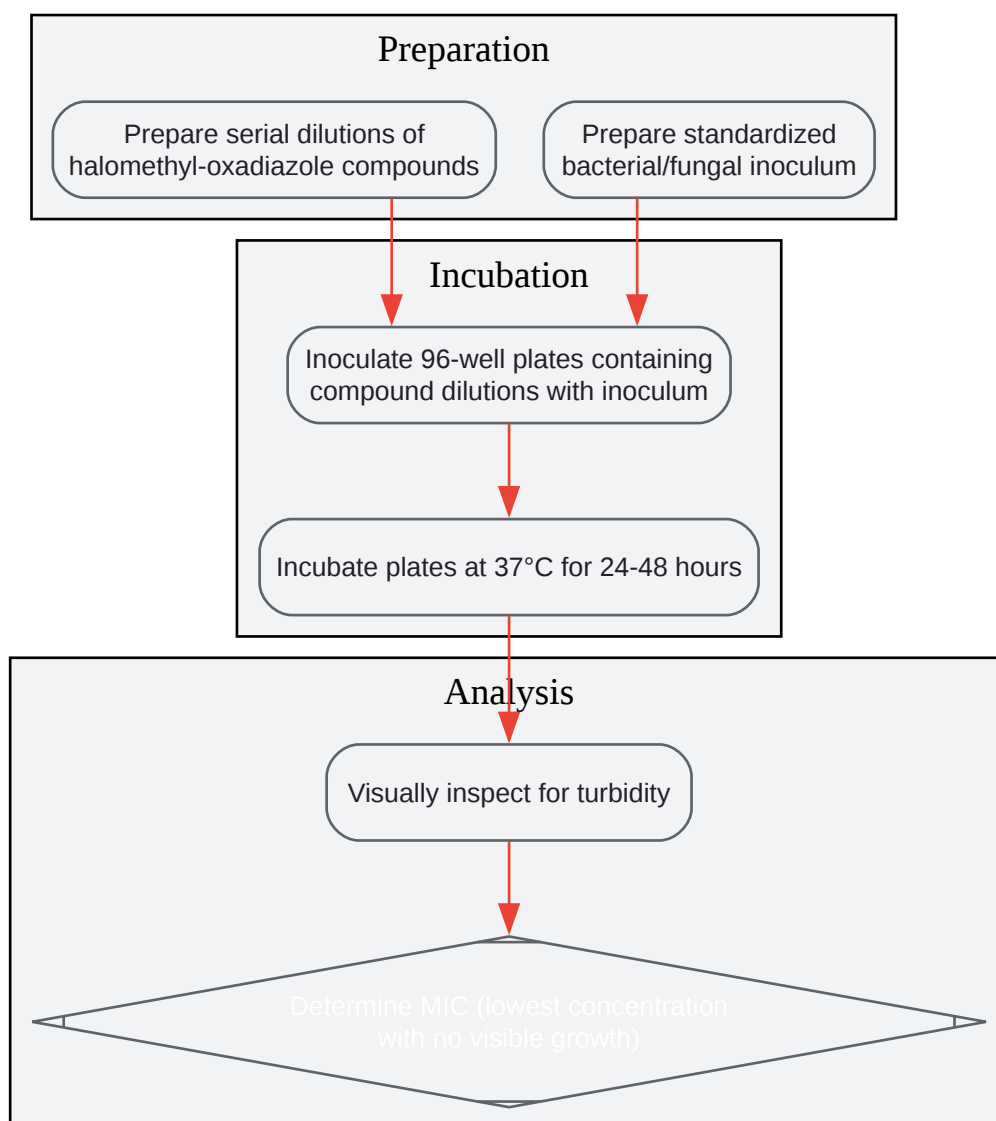 Preparation
Prepare serial dilutions of
halomethyl-oxadiazole compounds
Prepare standardized
bacterial/fungal inoculum
Incubation
Inoculate 96-well plates containing
compound dilutions with inoculum
Incubate plates at 37°C for 24-48 hours
Analysis
Visually inspect for turbidity
Determine MIC (lowest concentration
with no visible growth)